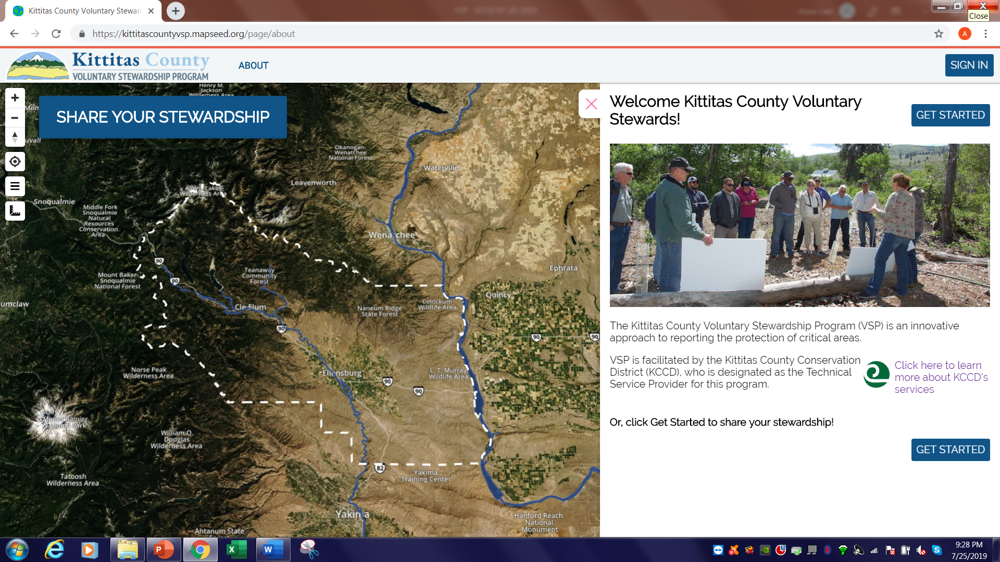 Kittitas County Voluntary Stewar
Close
https://kittitascountyvsp.mapseed.org/page/about
A
Kittitas County
VOLUNTARY STEWARDSHIP PROGRAM
ABOUT
SIGN IN
SHARE YOUR STEWARDSHIP
Henry M.
Jackson
Wilderness Area
Okanogan-
Wenatchee
National Forest
Waterville
Leavenworth
Alpine Lakes
Wilderness Area
Snoqualmie
Middle Fork
Snoqualmie
Natural
Resources
Conservation
Area
Wenatchee
90
Ephrata
Mount Baker-
Snoqualmie
National Forest
90
Teanaway
Community
Forest
Quincy
umclaw
Cle Elum
Colockum
Wildlife Area
Naneum Ridge
State Forest
90
90
90
Norse Peak
Wilderness Area
Ellensburg
L. T. Murray
Wildlife Area
90
90
Mount Rainier
National Park
William O.
Douglas
Wilderness Area
82
Yakima
Training Center
Tatoosh
Wilderness Area
Yakima
Hanford Reach
National
Monument
Ahtanum State
Welcome Kittitas County Voluntary
Stewards!
GET STARTED
The Kittitas County Voluntary Stewardship Program (VSP) is an innovative
approach to reporting the protection of critical areas.
VSP is facilitated by the Kittitas County Conservation
District (KCCD), who is designated as the Technical
Service Provider for this program.
Click here to learn
more about KCCD's
services
Or, click Get Started to share your stewardship!
GET STARTED
9:28 PM
7/25/2019